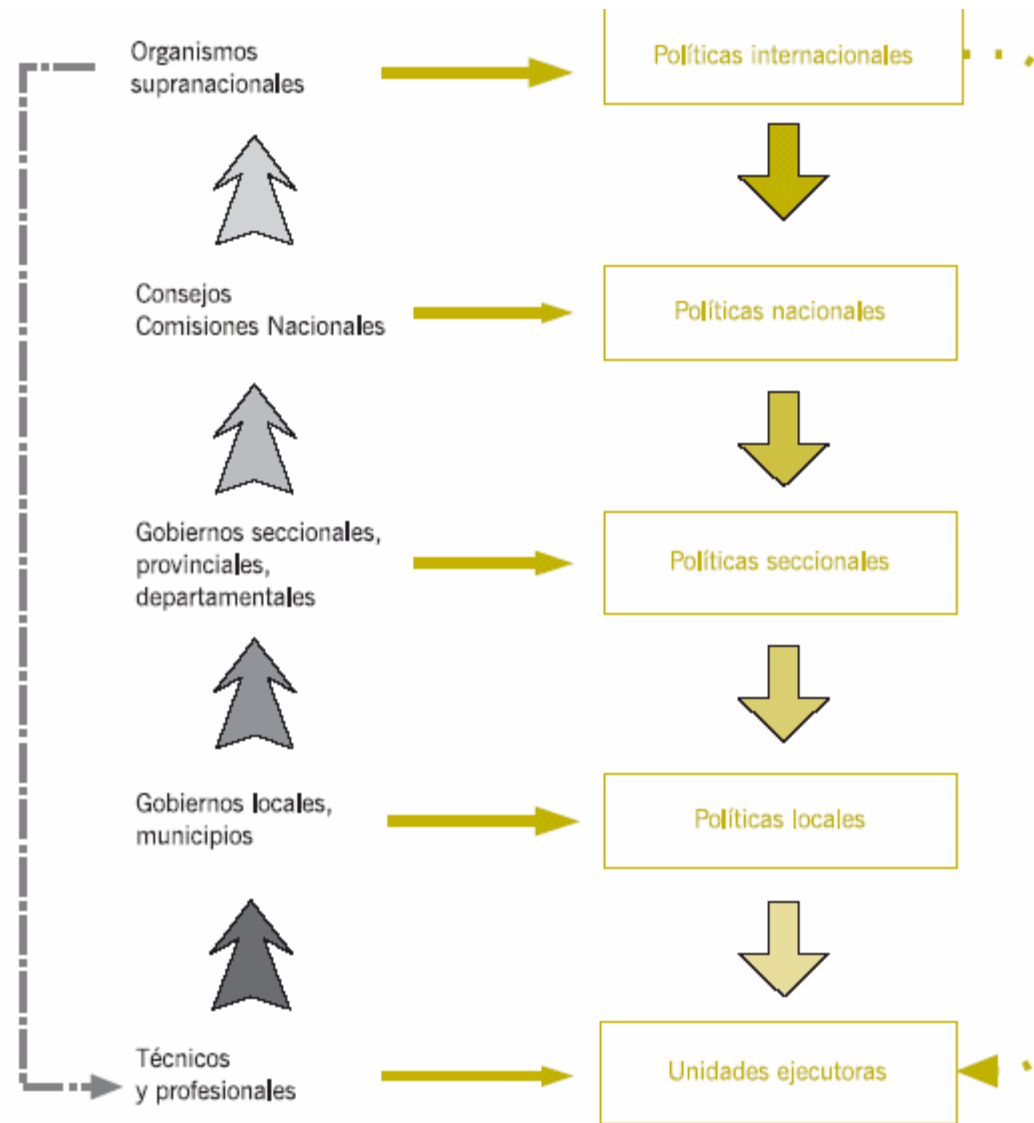 Organismos
supranacionales
Políticas internacionales
Consejos
Comisiones Nacionales
Políticas nacionales
Gobiernos seccionales,
provinciales,
departamentales
Políticas seccionales
Gobiernos locales,
municipios
Políticas locales
Técnicos
y profesionales
Unidades ejecutoras